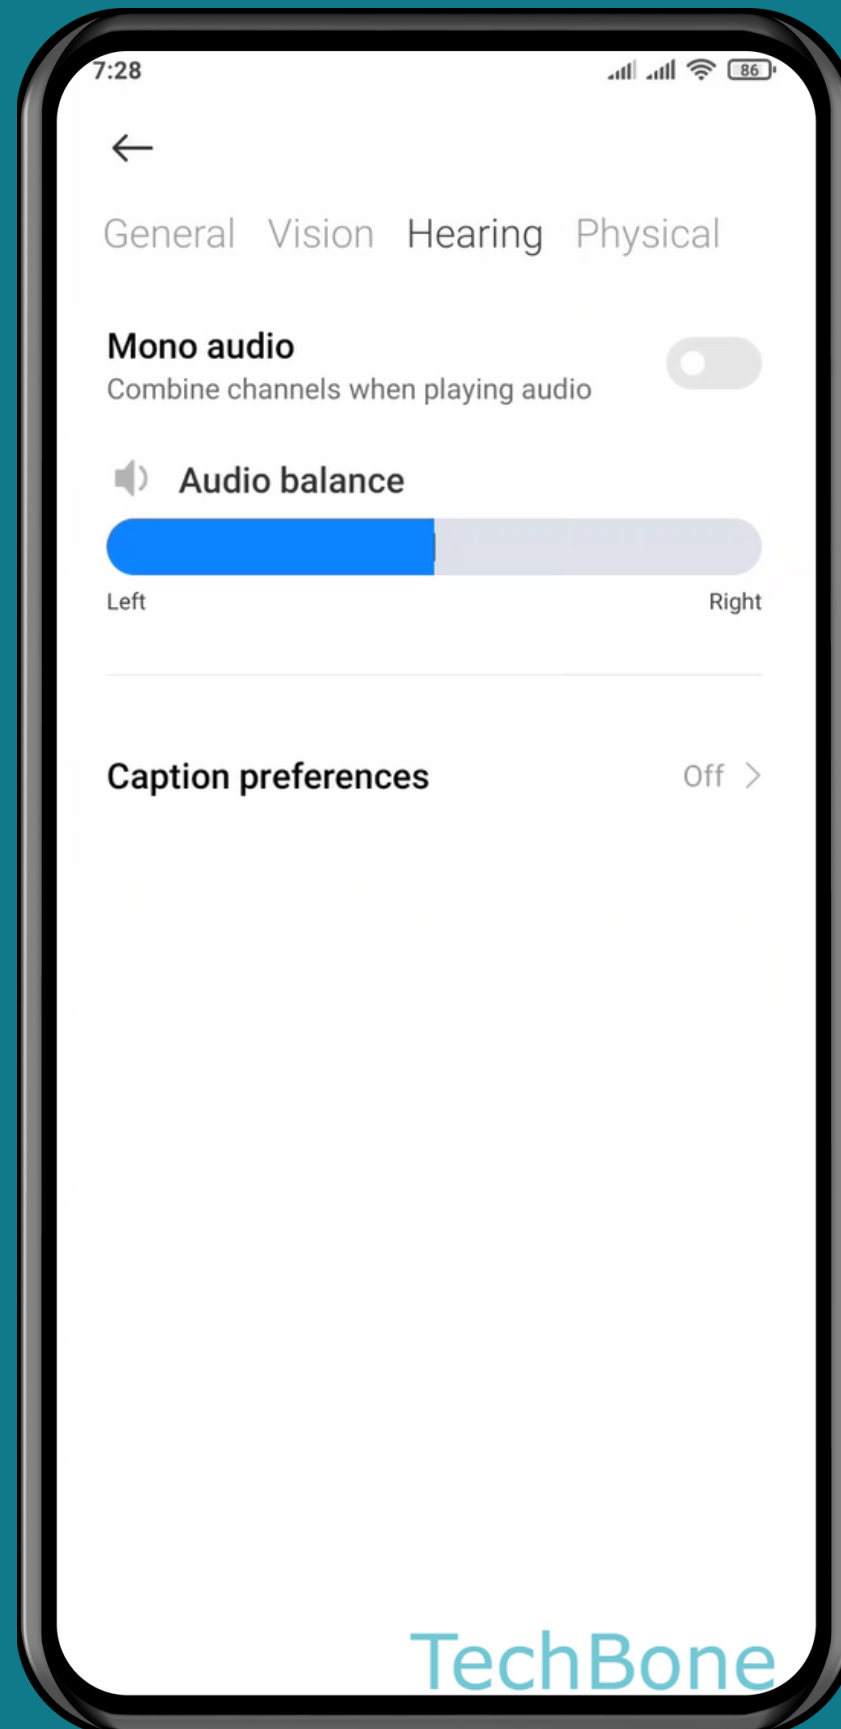 7:28 86
General Vision Hearing Physical
Mono audio
Combine channels when playing audio
Audio balance
Left Right
Caption preferences Off
TechBone